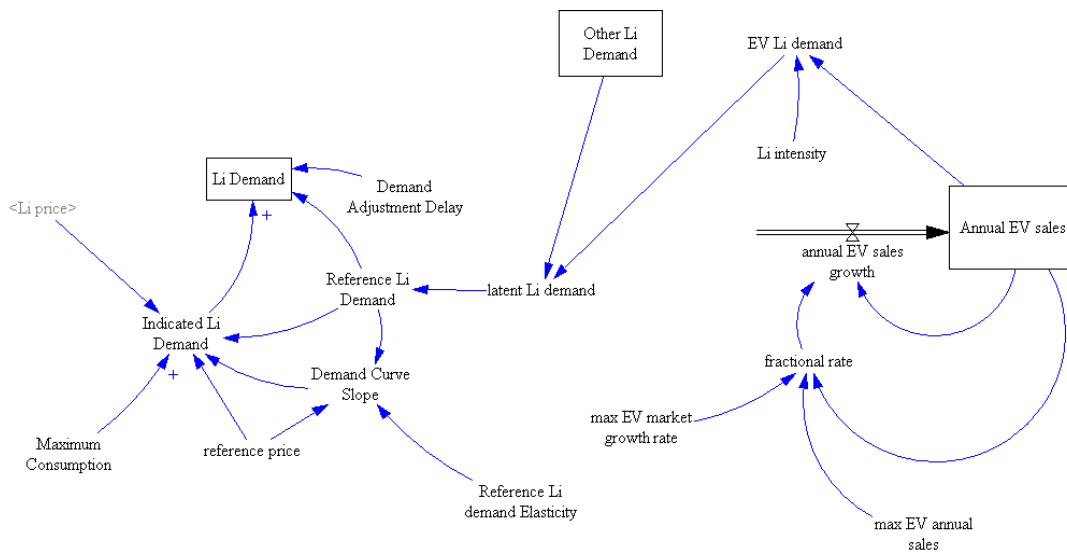 Other Li
Demand
EV Li demand
Li intensity
Li Demand
Demand
Adjustment Delay
<Li price>
Annual EV sales
annual EV sales
growth
Reference Li
Demand
latent Li demand
+
Indicated Li
Demand
+
Demand Curve
Slope
fractional rate
max EV market
growth rate
Maximum
Consumption
reference price
Reference Li
demand Elasticity
max EV annual
sales